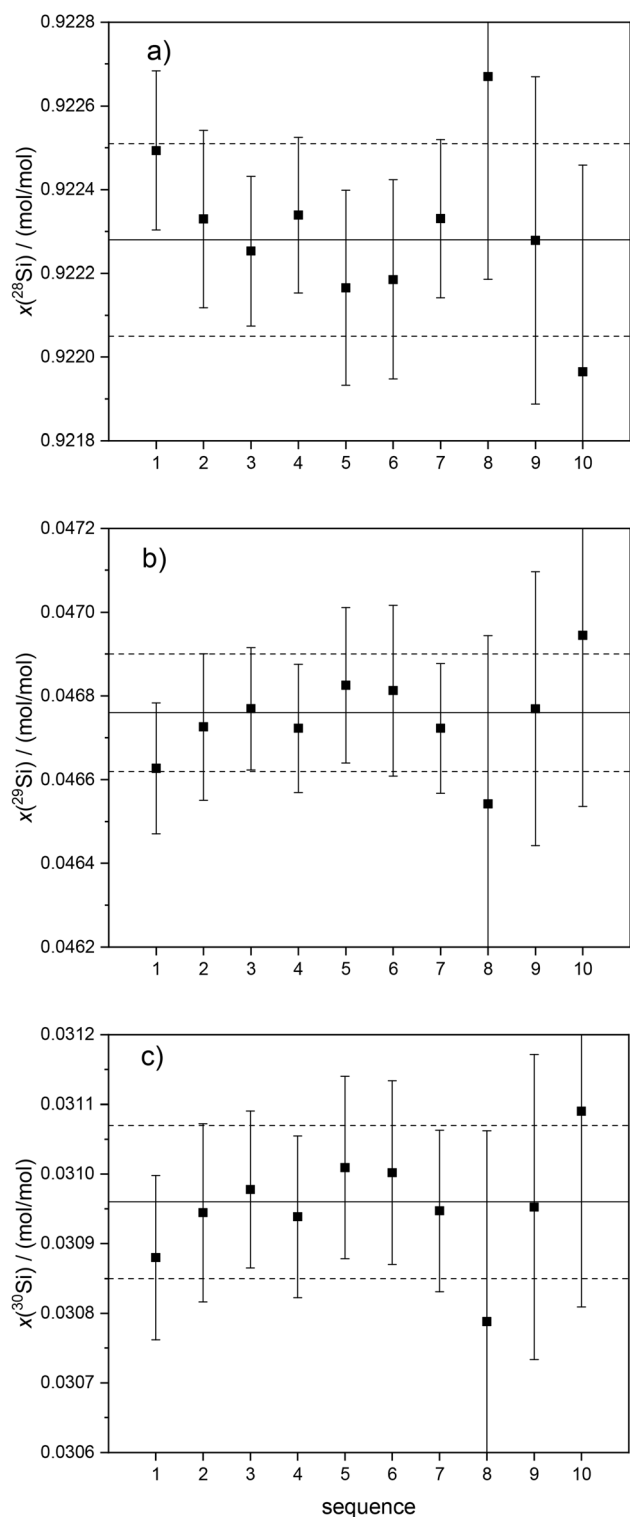 a)
x(²⁸Si) / (mol/mol)
0.9228
0.9226
0.9224
0.9222
0.9220
0.9218
1 2 3 4 5 6 7 8 9 10
b)
x(²⁹Si) / (mol/mol)
0.0472
0.0470
0.0468
0.0466
0.0464
0.0462
1 2 3 4 5 6 7 8 9 10
c)
x(³⁰Si) / (mol/mol)
0.0312
0.0311
0.0310
0.0309
0.0308
0.0307
0.0306
1 2 3 4 5 6 7 8 9 10
sequence